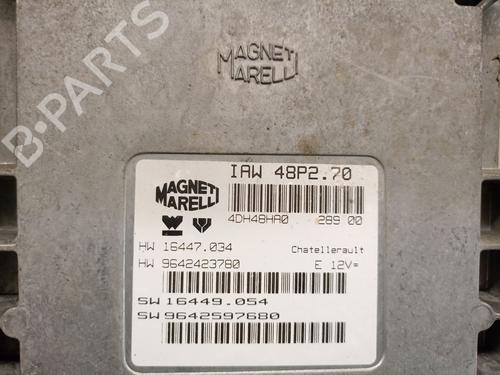 B-PARTS
MAGNETI
MARELLI
IAW 48P2.70
MAGNETI
MARELLI
4DH48HA0 289 00
HW 16447.034 Chatellerault
HW 9642423780 E 12V=
SW 16449.054
SW 9642597680